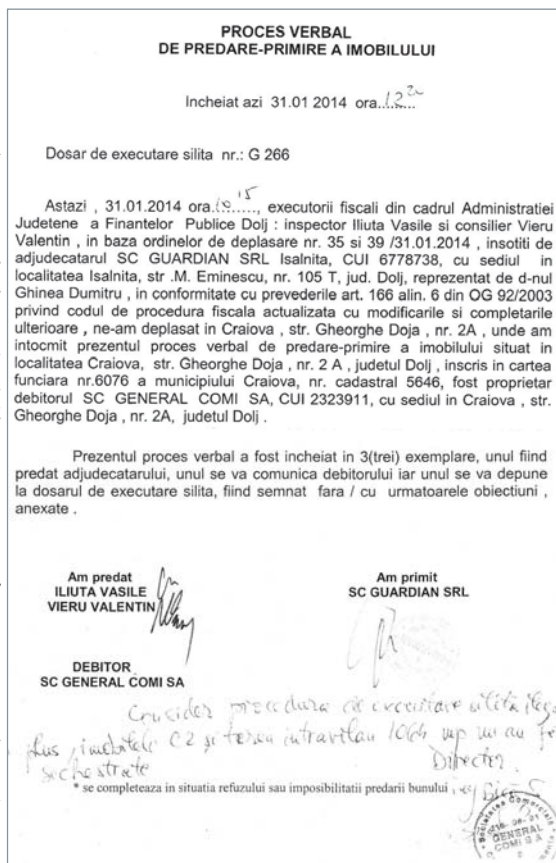 PROCES VERBAL
DE PREDARE-PRIMIRE A IMOBILULUI
Incheiat azi 31.01 2014 ora..12 20
Dosar de executare silita nr.: G 266
Astazi , 31.01.2014 ora. 15....., executorii fiscali din cadrul Administratiei
Judetene a Finantelor Publice Dolj : inspector Iliuta Vasile si consilier Vieru
Valentin , in baza ordinelor de deplasare nr. 35 si 39 /31.01.2014 , insotiti de
adjudecatarul SC GUARDIAN SRL Isalnita, CUI 6778738, cu sediul in
localitatea Isalnita, str .M. Eminescu, nr. 105 T, jud. Dolj, reprezentat de d-nul
Ghinea Dumitru , in conformitate cu prevederile art. 166 alin. 6 din OG 92/2003
privind codul de procedura fiscala actualizata cu modificarile si completarile
ulterioare , ne-am deplasat in Craiova , str. Gheorghe Doja , nr. 2A , unde am
intocmit prezentul proces verbal de predare-primire a imobilului situat in
localitatea Craiova, str. Gheorghe Doja , nr. 2 A , judetul Dolj , inscris in cartea
funciara nr.6076 a municipiului Craiova, nr. cadastral 5646, fost proprietar
debitorul SC GENERAL COMI SA, CUI 2323911, cu sediul in Craiova , str.
Gheorghe Doja , nr. 2A, judetul Dolj .
Prezentul proces verbal a fost incheiat in 3(trei) exemplare, unul fiind
predat adjudecatarului, unul se va comunica debitorului iar unul se va depune
la dosarul de executare silita, fiind semnat fara / cu urmatoarele obiectiuni ,
anexate .
Am predat
ILIUTA VASILE
VIERU VALENTIN
Am primit
SC GUARDIAN SRL
DEBITOR
SC GENERAL COMI SA
Consider procedura de executare silita
plus, imobilele C2 si teren intravilan 1064 mp nu au
sechestrate Director
* se completeaza in situatia refuzului sau imposibilitatii predarii bunului
GENERAL
COMI S A